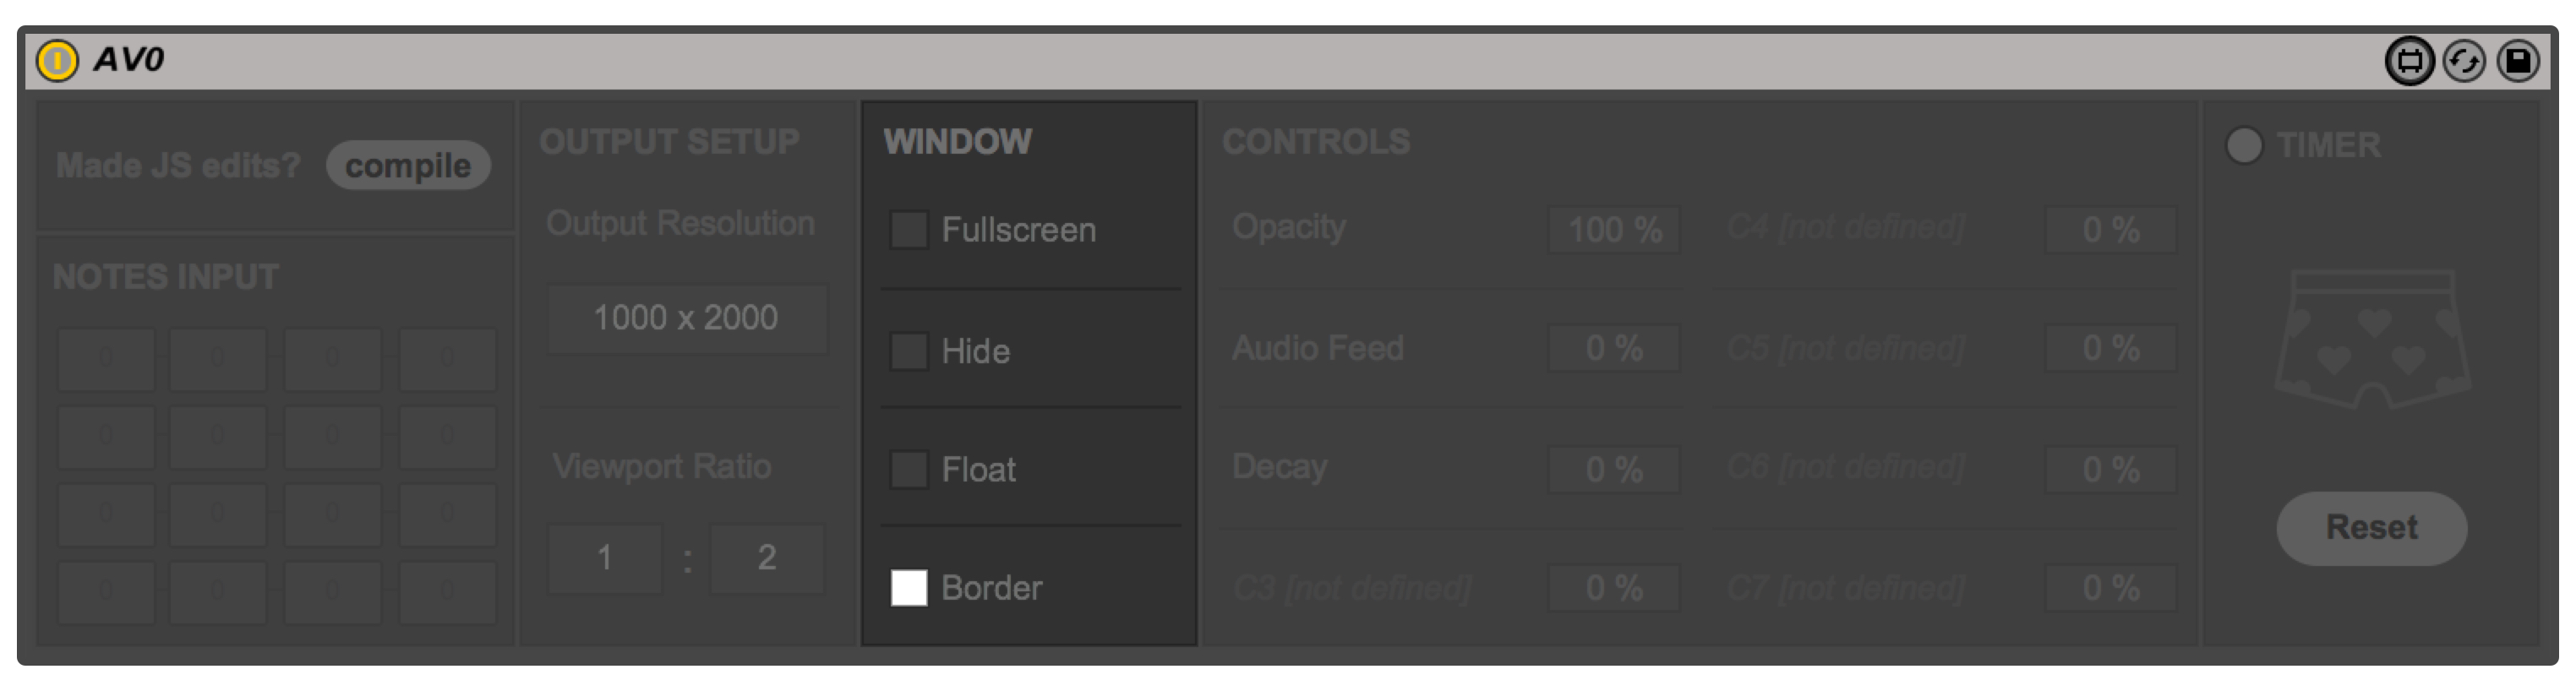 AV0
Made JS edits? compile
NOTES INPUT
0 0 0 0
0 0 0 0
0 0 0 0
0 0 0 0
OUTPUT SETUP
Output Resolution
1000 x 2000
Viewport Ratio
1 : 2
WINDOW
Fullscreen
Hide
Float
Border
CONTROLS
Opacity 100 % C4 [not defined] 0 %
Audio Feed 0 % C5 [not defined] 0 %
Decay 0 % C6 [not defined] 0 %
C3 [not defined] 0 % C7 [not defined] 0 %
TIMER
Reset